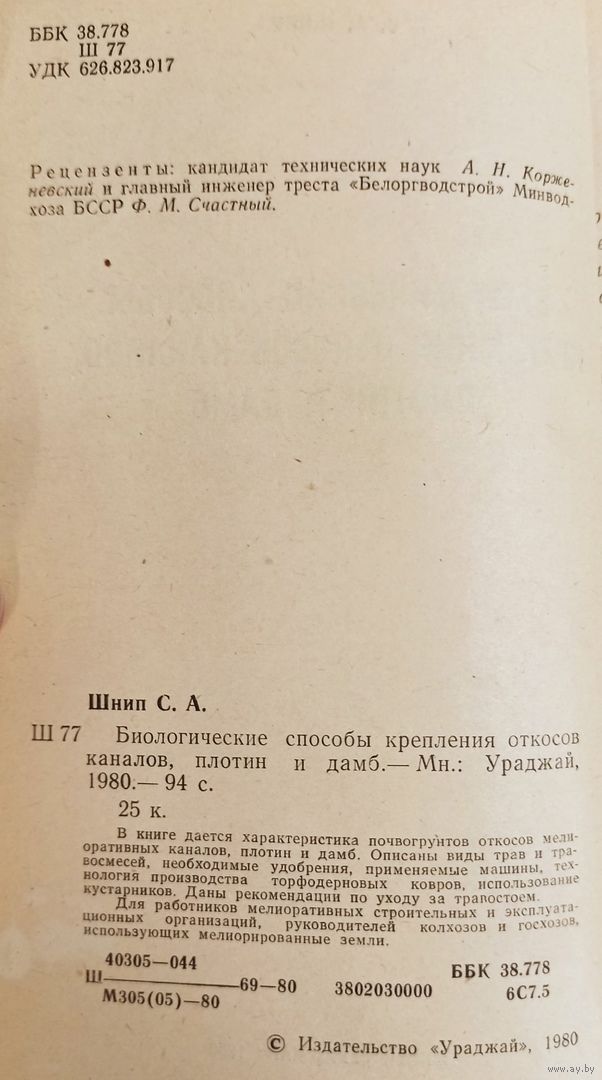 ББК 38.778
Ш 77
УДК 626.823.917
Рецензенты: кандидат технических наук А. Н. Корже-
невский и главный инженер треста «Белоргводстрой» Минвод-
хоза БССР Ф. М. Счастный.
Шнип С. А.
Ш 77 Биологические способы крепления откосов
каналов, плотин и дамб.— Мн.: Ураджай,
1980.— 94 с.
25 к.
В книге дается характеристика почвогрунтов откосов мели-
оративных каналов, плотин и дамб. Описаны виды трав и тра-
восмесей, необходимые удобрения, применяемые машины, тех-
нология производства торфодерновых ковров, использование
кустарников. Даны рекомендации по уходу за травостоем.
Для работников мелиоративных строительных и эксплуата-
ционных организаций, руководителей колхозов и госхозов,
использующих мелиорированные земли.
40305—044
Ш————69—80 3802030000
М305(05)—80
ББК 38.778
6С7.5
© Издательство «Ураджай», 1980
www.ay.by